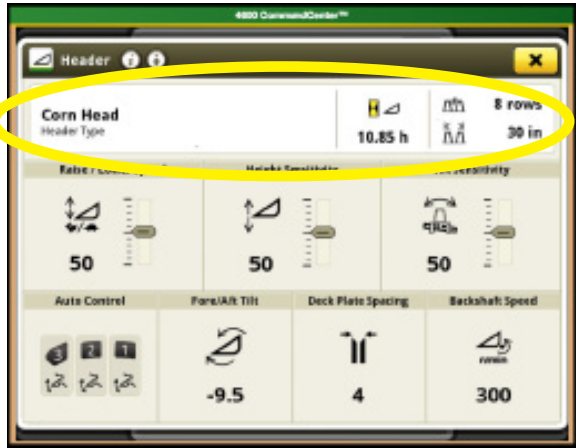 4600 CommandCenter™
Header
Corn Head
Header Type
10.85 h
8 rows
30 in
Height Sensitivity
50
50
50
Auto Control
Fore/Aft Tilt
Deck Plate Spacing
Backshaft Speed
3 2 1
-9.5
4
300